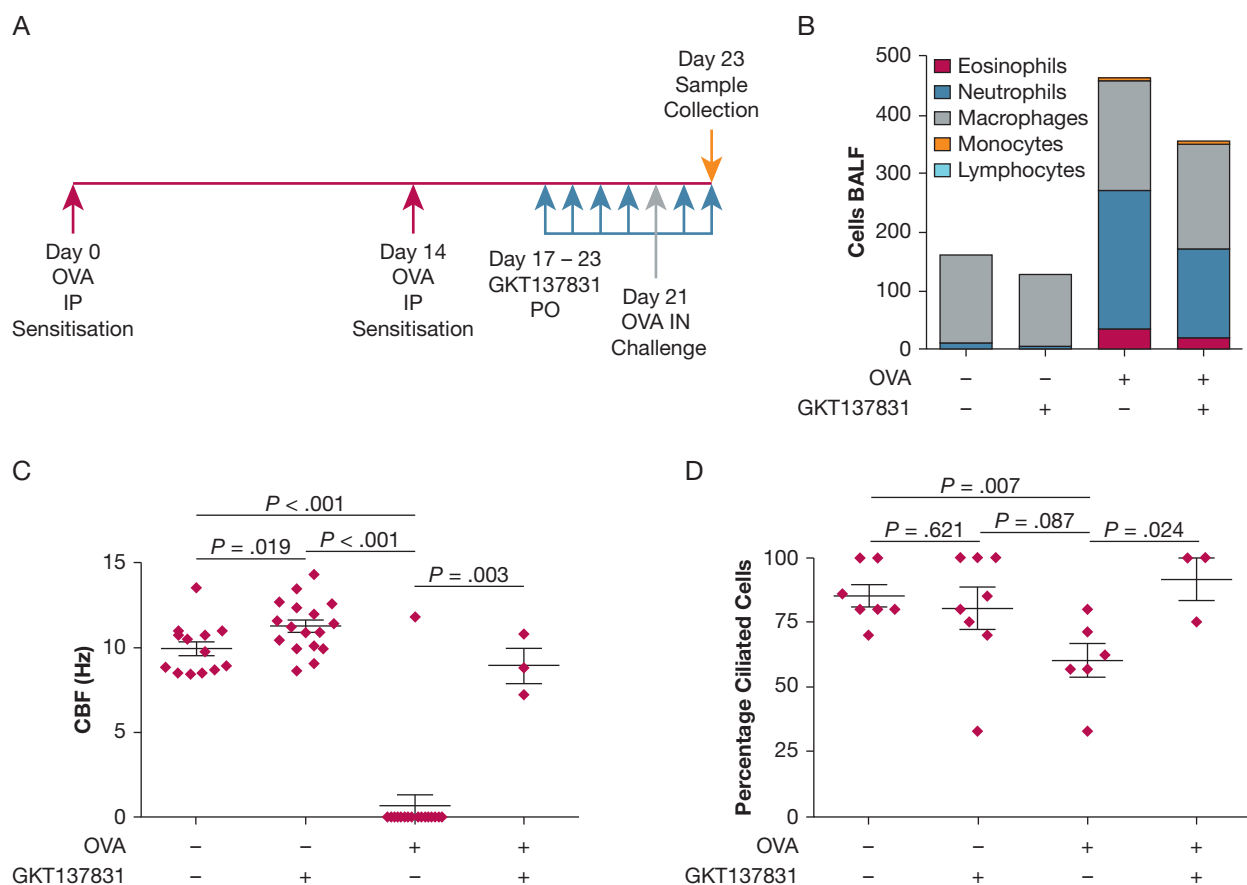 A
Day 23
Sample
Collection
Day 0
OVA
IP
Sensitisation
Day 14
OVA
IP
Sensitisation
Day 17 – 23
GKT137831
PO
Day 21
OVA IN
Challenge
B
500
400
300
200
100
0
Cells BALF
Eosinophils
Neutrophils
Macrophages
Monocytes
Lymphocytes
OVA – – + +
GKT137831 – + – +
C
P < .001
P = .019
P < .001
P = .003
15
10
5
0
CBF (Hz)
OVA – – + +
GKT137831 – + – +
D
P = .007
P = .621
P = .087
P = .024
100
75
50
25
0
Percentage Ciliated Cells
OVA – – + +
GKT137831 – + – +